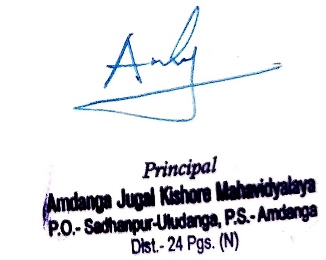 Principal
Amdanga Jugal Kishore Mahavidyalaya
P.O.- Sadhanpur-Uludanga, P.S.- Amdanga
Dist.- 24 Pgs. (N)